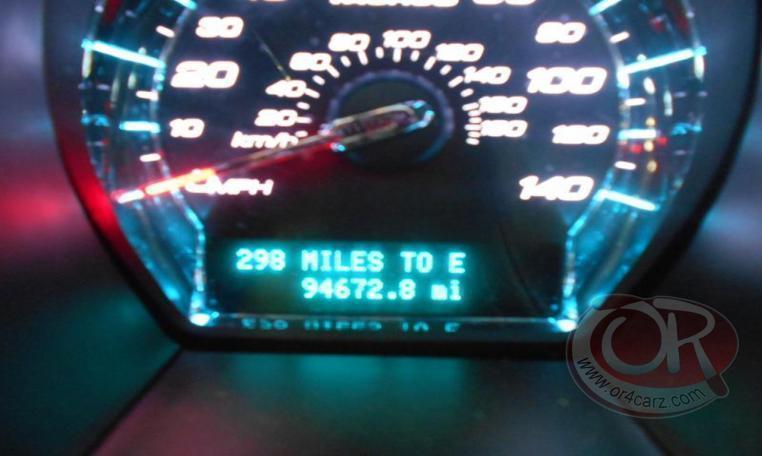 30 80 100 120 90
20 60 140 100
40 160
10 20 180 120
km/h
MPH 140
298 MILES TO E
94672.8 mi
OR
www.or4carz.com